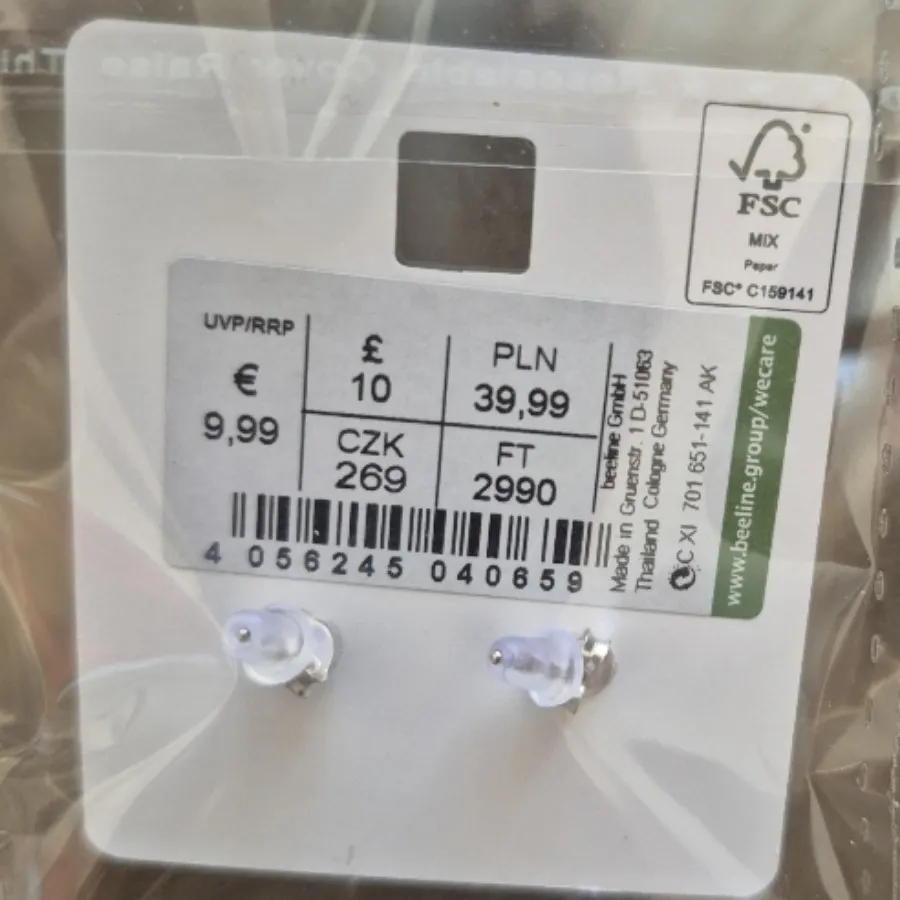 FSC
MIX
Paper
FSC® C159141
UVP/RRP
€
9,99
£
10
PLN
39,99
CZK
269
FT
2990
4 056245 040659
beeline GmbH
Made in Gruenstr. 1 D-51063
Thailand Cologne Germany
C XI 701 651-141 AK
www.beeline.group/wecare